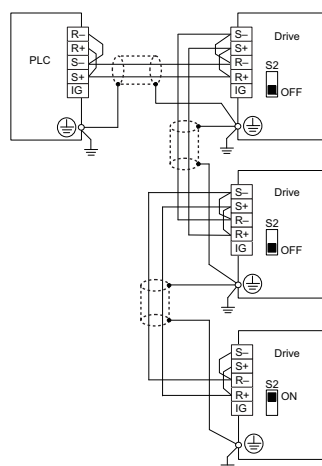 PLC
R–
R+
S–
S+
IG
S–
S+
R–
R+
IG
Drive
S2
OFF
S–
S+
R–
R+
IG
Drive
S2
OFF
S–
S+
R–
R+
IG
Drive
S2
ON